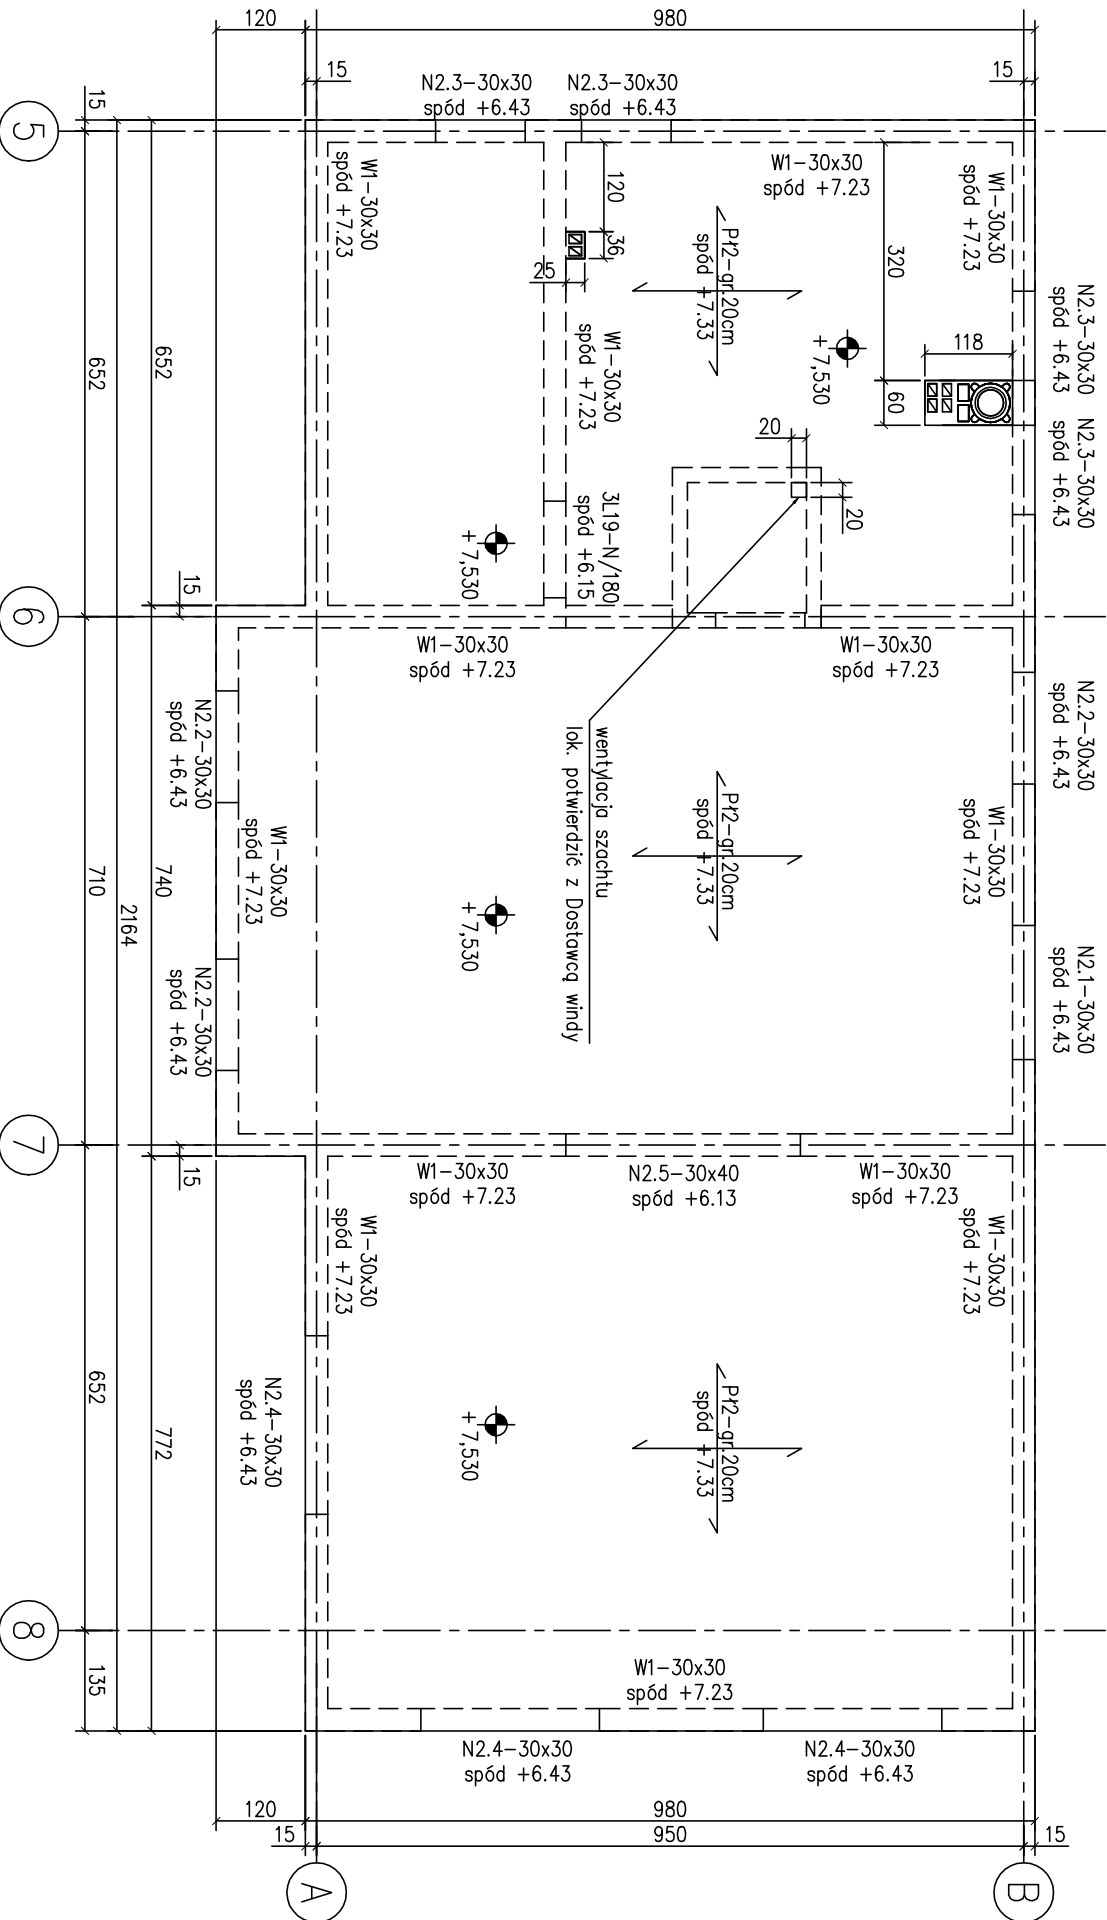 120
980
15
15
N2.3-30x30
spód +6.43
N2.3-30x30
spód +6.43
15
5
W1-30x30
spód +7.23
W1-30x30
spód +7.23
W1-30x30
spód +7.23
120
36
25
Pł2-gr.20cm
spód +7.33
320
118
60
N2.3-30x30
spód +6.43
N2.3-30x30
spód +6.43
+7,530
W1-30x30
spód +7.23
652
652
20
20
3L19-N/180
spód +6.15
+7,530
15
6
W1-30x30
spód +7.23
W1-30x30
spód +7.23
N2.2-30x30
spód +6.43
N2.2-30x30
spód +6.43
wentylacja szachtu
lok. potwierdzić z Dostawcą windy
Pł2-gr.20cm
spód +7.33
W1-30x30
spód +7.23
W1-30x30
spód +7.23
710
740
2164
+7,530
N2.2-30x30
spód +6.43
N2.1-30x30
spód +6.43
7
15
W1-30x30
spód +7.23
N2.5-30x40
spód +6.13
W1-30x30
spód +7.23
W1-30x30
spód +7.23
W1-30x30
spód +7.23
652
772
N2.4-30x30
spód +6.43
+7,530
Pł2-gr.20cm
spód +7.33
8
135
W1-30x30
spód +7.23
N2.4-30x30
spód +6.43
N2.4-30x30
spód +6.43
120
980
15
950
15
A
B